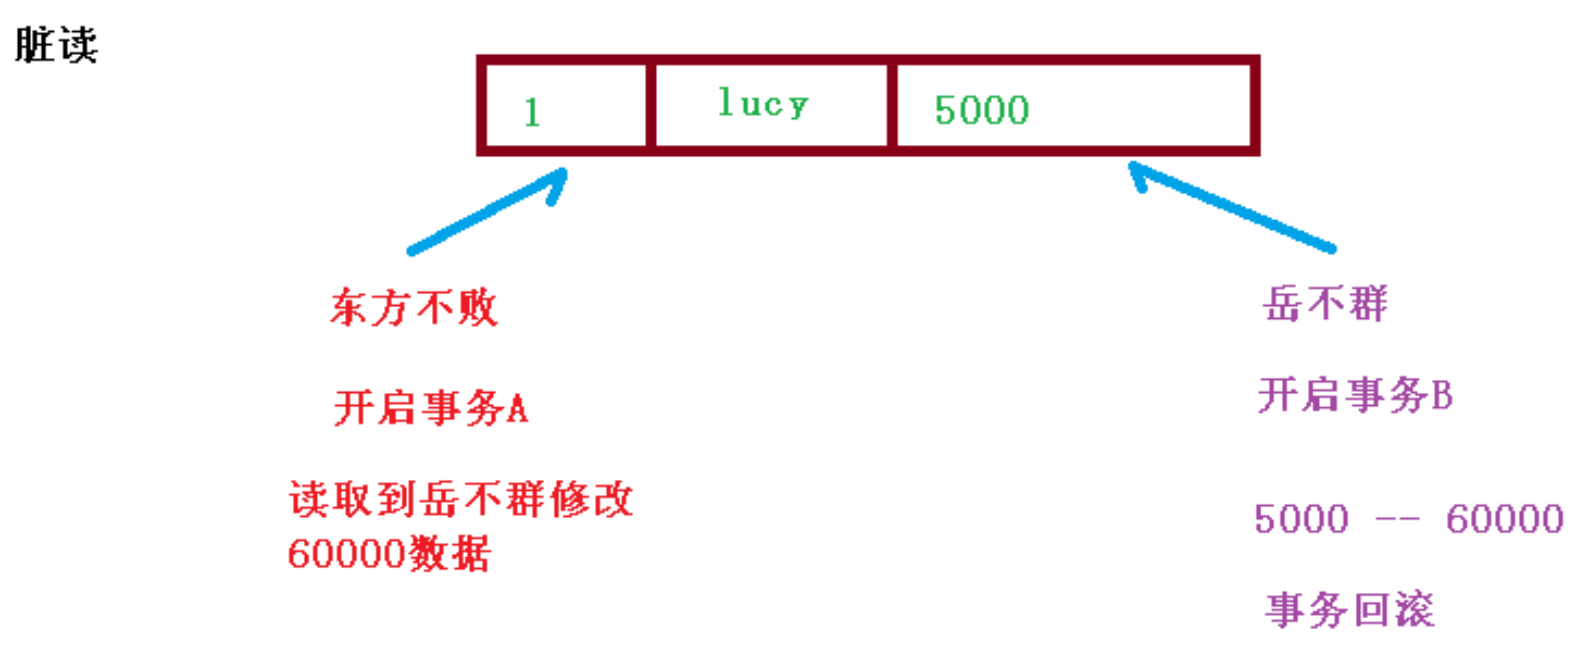 脏读
1 lucy 5000
东方不败
开启事务A
读取到岳不群修改
60000数据
岳不群
开启事务B
5000 -- 60000
事务回滚